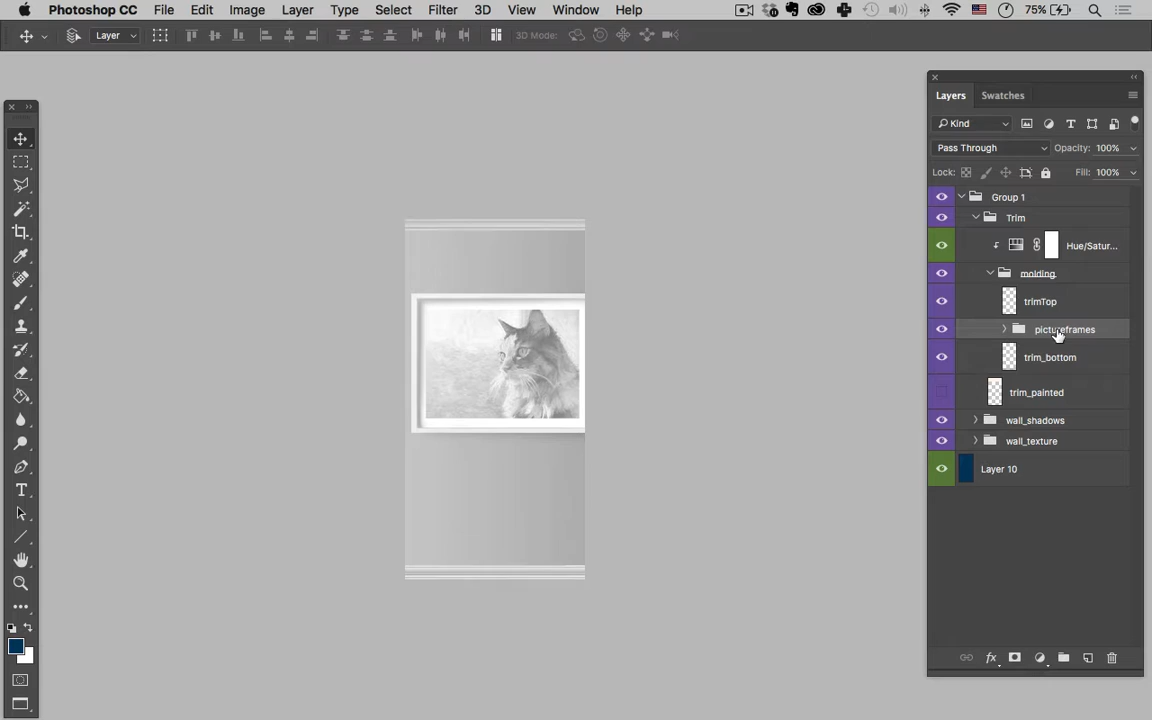 Photoshop CC File Edit Image Layer Type Select Filter 3D View Window Help 75%
Layer 3D Mode:
Layers Swatches
Kind
Pass Through Opacity: 100%
Lock: Fill: 100%
Group 1
Trim
Hue/Satur...
molding
trimTop
pictureframes
trim_bottom
trim_painted
wall_shadows
wall_texture
Layer 10
fx